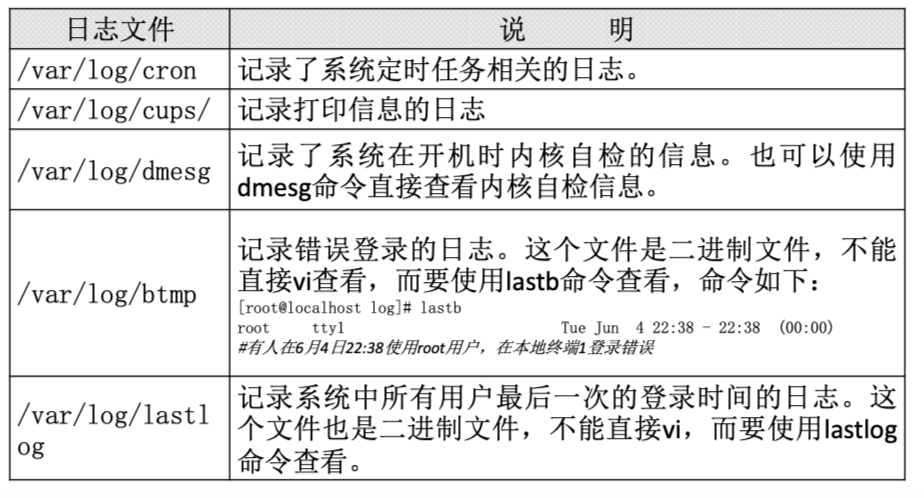 日志文件 说 明
/var/log/cron 记录了系统定时任务相关的日志。
/var/log/cups/ 记录打印信息的日志
/var/log/dmesg 记录了系统在开机时内核自检的信息。也可以使用
dmesg命令直接查看内核自检信息。
/var/log/btmp 记录错误登录的日志。这个文件是二进制文件，不能
直接vi查看，而要使用lastb命令查看，命令如下：
[root@localhost log]# lastb
root tty1 Tue Jun 4 22:38 - 22:38 (00:00)
#有人在6月4日22:38使用root用户，在本地终端1登录错误
/var/log/lastl
og
记录系统中所有用户最后一次的登录时间的日志。这
个文件也是二进制文件，不能直接vi，而要使用lastlog
命令查看。